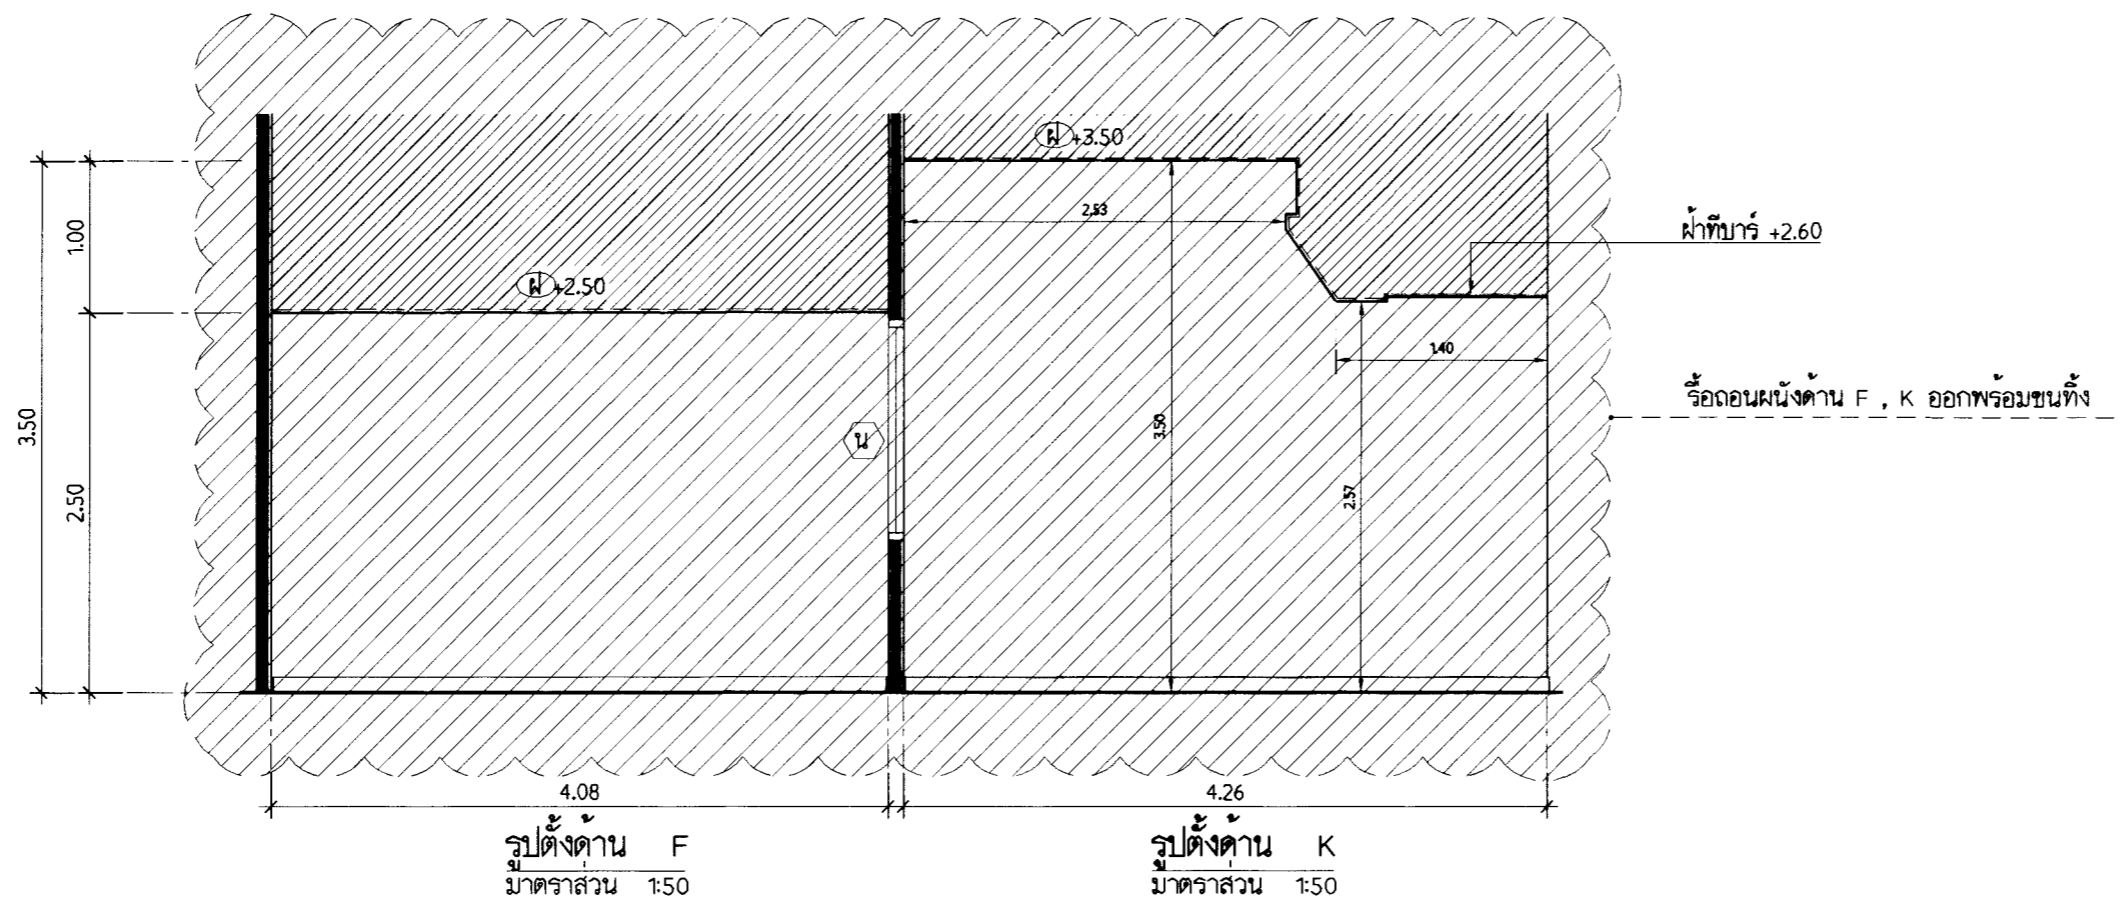 ฝ +3.50
2.53
ฝ้าทีบาร์ +2.60
1.00
ฝ +2.50
1.40
รื้อถอนผนังด้าน F , K ออกพร้อมขนทิ้ง
3.50
น
3.50
2.57
2.50
4.08
4.26
รูปตั้งด้าน F
มาตราส่วน 1:50
รูปตั้งด้าน K
มาตราส่วน 1:50